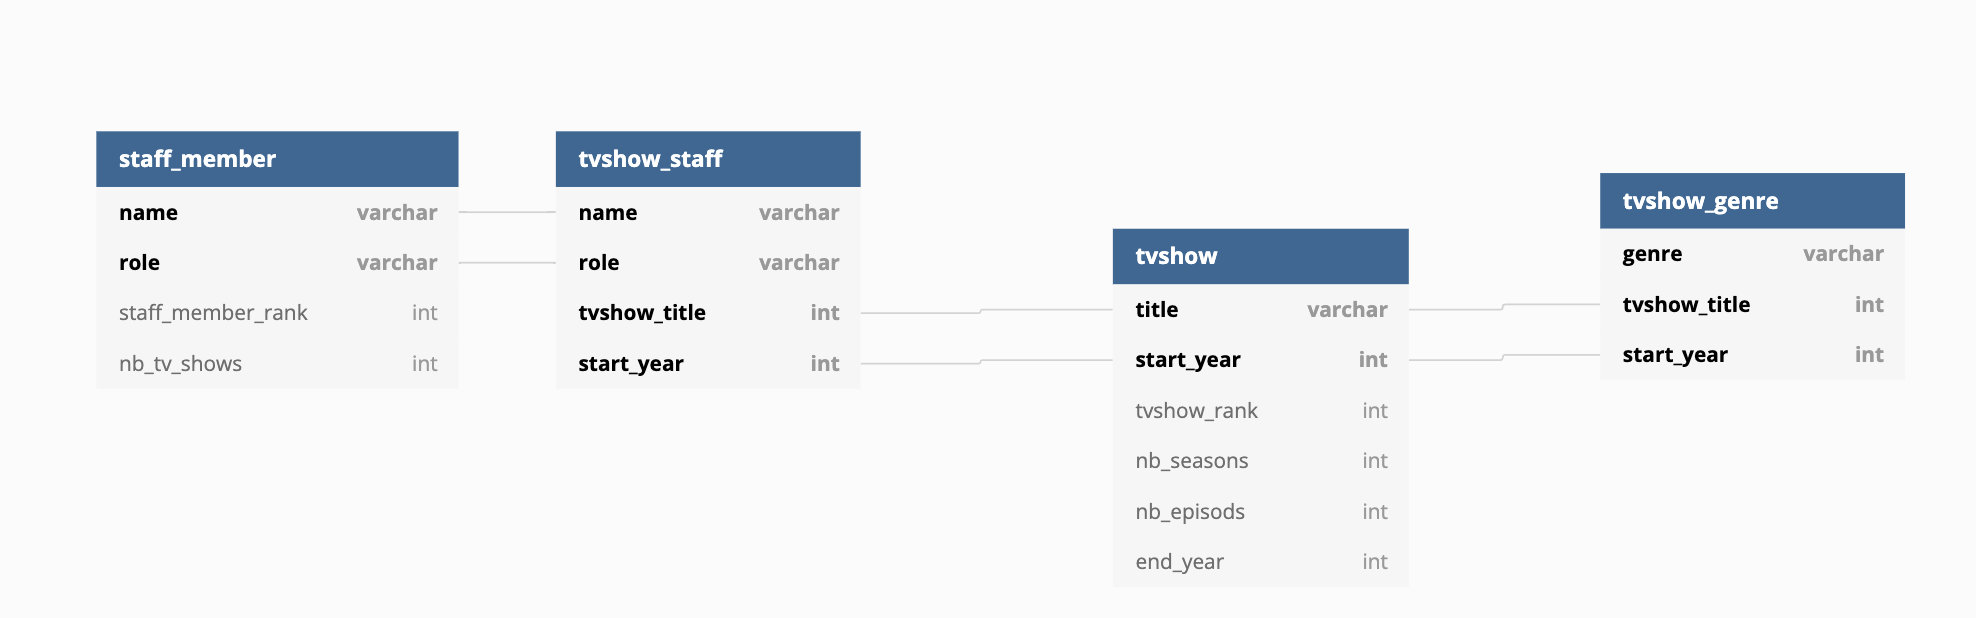 staff_member
name varchar
role varchar
staff_member_rank int
nb_tv_shows int
tvshow_staff
name varchar
role varchar
tvshow_title int
start_year int
tvshow
title varchar
start_year int
tvshow_rank int
nb_seasons int
nb_episods int
end_year int
tvshow_genre
genre varchar
tvshow_title int
start_year int